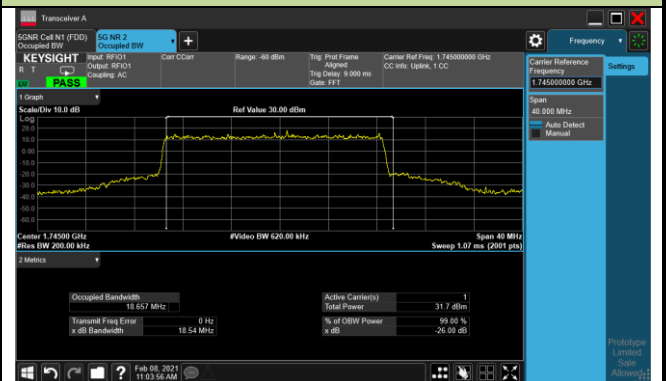 Transceiver A
5GNR Cell N1 (FDD)
Occupied BW
5G NR 2
Occupied BW
KEYSIGHT
R T
PASS
Input: RFIO1
Output: RFIO1
Coupling: AC
Corr CCorr
Range: -60 dBm
Trig: Prot Frame
Aligned
Trig Delay: 9.000 ms
Gate: FFT
Carrier Ref Freq: 1.745000000 GHz
CC Info: Uplink, 1 CC
Frequency
Settings
Carrier Reference
Frequency
1.745000000 GHz
Span
40.000 MHz
Auto Detect
Manual
1 Graph
Scale/Div 10.0 dB
Ref Value 30.00 dBm
Log
20.0
10.0
0.00
-10.0
-20.0
-30.0
-40.0
-50.0
-60.0
Center 1.74500 GHz
#Video BW 620.00 kHz
Span 40 MHz
#Res BW 200.00 kHz
Sweep 1.07 ms (2001 pts)
2 Metrics
Occupied Bandwidth
18.657 MHz
Active Carrier(s) 1
Total Power 31.7 dBm
Transmit Freq Error 0 Hz
x dB Bandwidth 18.54 MHz
% of OBW Power 99.00 %
x dB -26.00 dB
Prototype
Limited
Sale
Allowed
Feb 08, 2021
11:03:56 AM